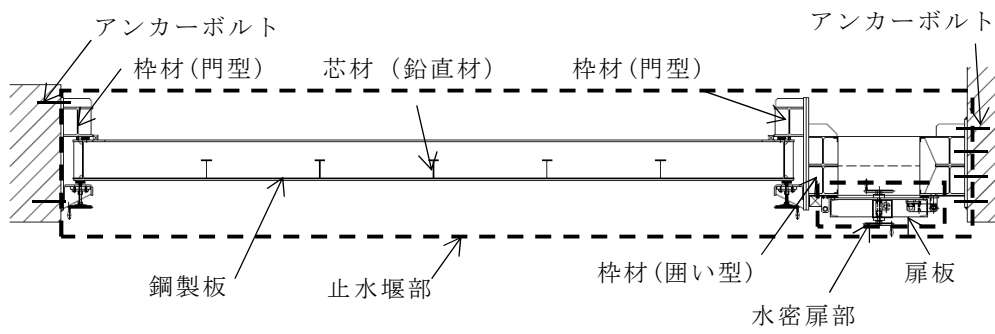 アンカーボルト
アンカーボルト
枠材(門型)
芯材（鉛直材）
枠材(門型)
鋼製板
止水堰部
枠材(囲い型)
扉板
水密扉部